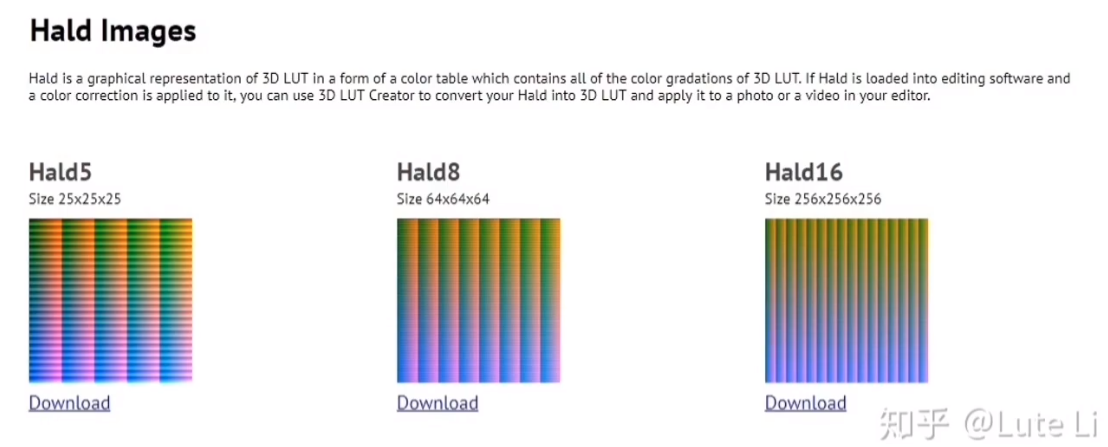 Hald Images
Hald is a graphical representation of 3D LUT in a form of a color table which contains all of the color gradations of 3D LUT. If Hald is loaded into editing software and
a color correction is applied to it, you can use 3D LUT Creator to convert your Hald into 3D LUT and apply it to a photo or a video in your editor.
Hald5
Size 25x25x25
Download
Hald8
Size 64x64x64
Download
Hald16
Size 256x256x256
Download
知乎 @Lute Li